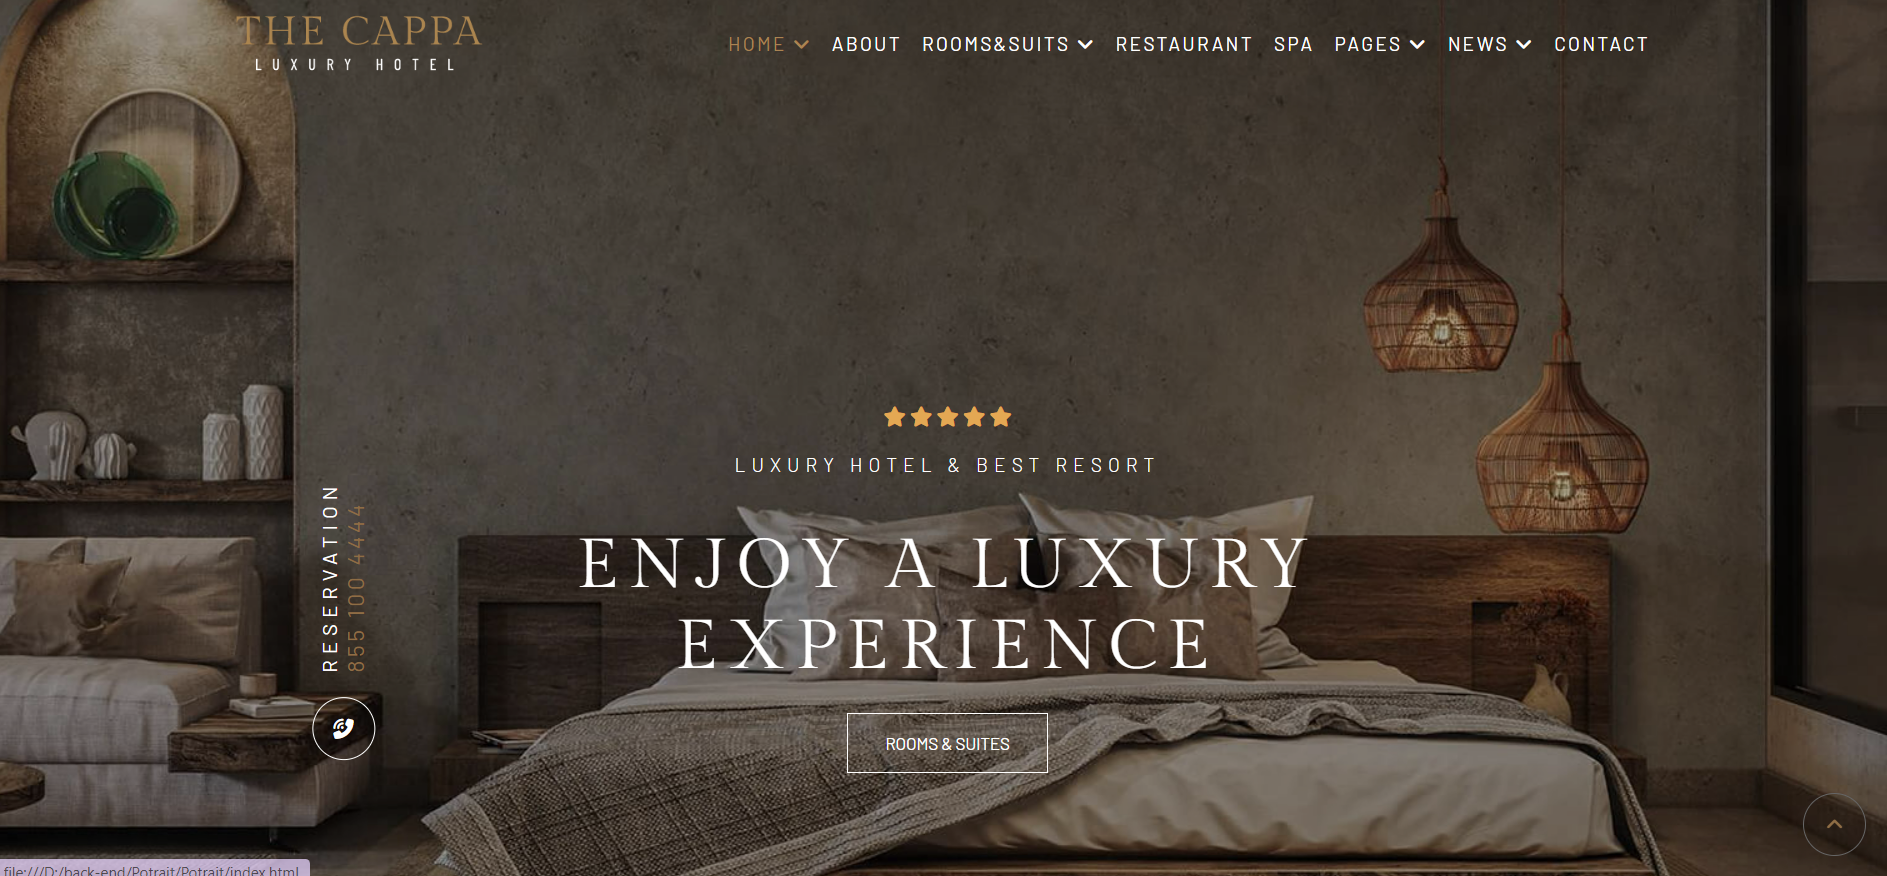 THE CAPPA
LUXURY HOTEL
HOME ABOUT ROOMS&SUITS RESTAURANT SPA PAGES NEWS CONTACT
LUXURY HOTEL & BEST RESORT
ENJOY A LUXURY
EXPERIENCE
ROOMS & SUITES
RESERVATION
855 100 4444
file:///D:/back-end/Potrait/Potrait/index.html